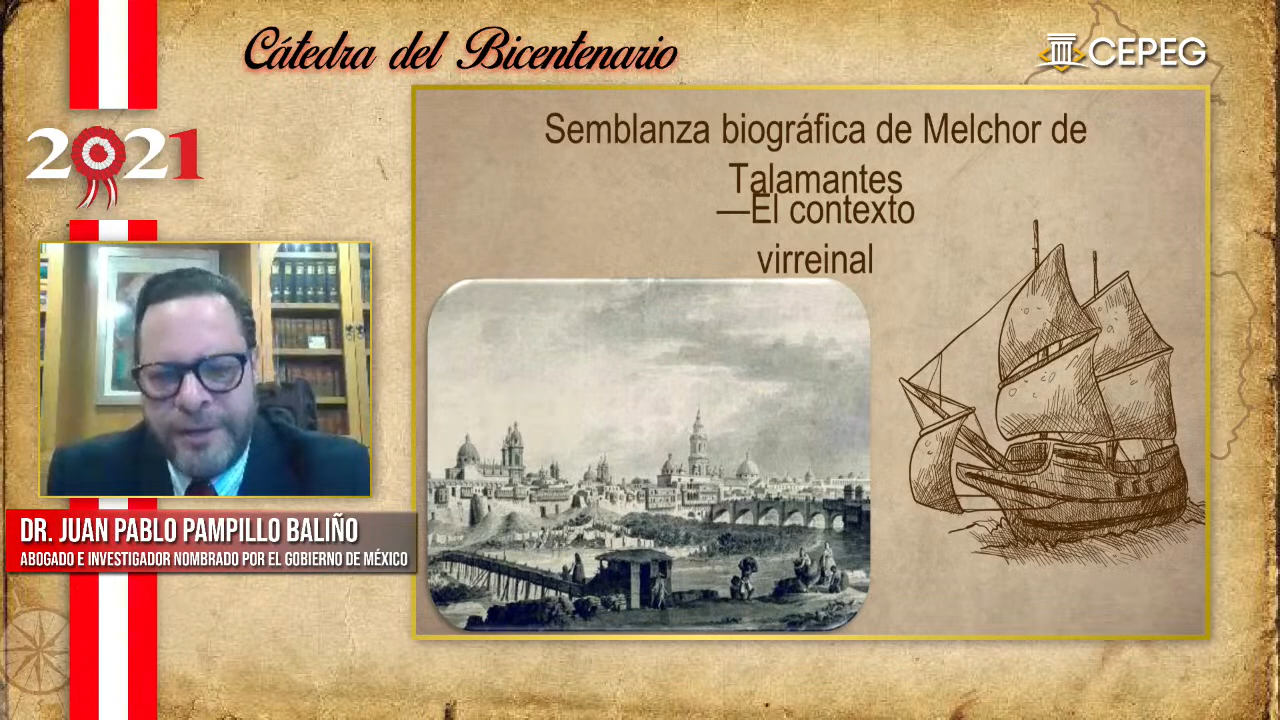 Cátedra del Bicentenario
CEPEG
2021
Semblanza biográfica de Melchor de
Talamantes
—El contexto
virreinal
DR. JUAN PABLO PAMPILLO BALIÑO
ABOGADO E INVESTIGADOR NOMBRADO POR EL GOBIERNO DE MÉXICO